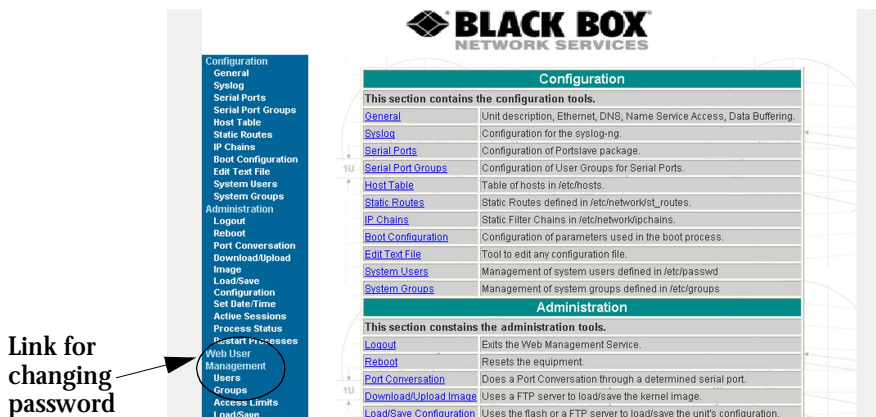 BLACK BOX
NETWORK SERVICES
Configuration
General
Syslog
Serial Ports
Serial Port Groups
Host Table
Static Routes
IP Chains
Boot Configuration
Edit Text File
System Users
System Groups
Administration
Logout
Reboot
Port Conversation
Download/Upload
Image
Load/Save
Configuration
Set Date/Time
Active Sessions
Process Status
Restart Processes
Web User
Management
Users
Groups
Access Limits
Load/Save
Link for
changing
password
1U
1U
Configuration
This section contains the configuration tools.
General Unit description, Ethernet, DNS, Name Service Access, Data Buffering.
Syslog Configuration for the syslog-ng.
Serial Ports Configuration of Portslave package.
Serial Port Groups Configuration of User Groups for Serial Ports.
Host Table Table of hosts in /etc/hosts.
Static Routes Static Routes defined in /etc/network/st_routes.
IP Chains Static Filter Chains in /etc/network/ipchains.
Boot Configuration Configuration of parameters used in the boot process.
Edit Text File Tool to edit any configuration file.
System Users Management of system users defined in /etc/passwd
System Groups Management of system groups defined in /etc/groups
Administration
This section constains the administration tools.
Logout Exits the Web Management Service.
Reboot Resets the equipment.
Port Conversation Does a Port Conversation through a determined serial port.
Download/Upload Image Uses a FTP server to load/save the kernel image.
Load/Save Configuration Uses the flash or a FTP server to load/save the unit's configuration.